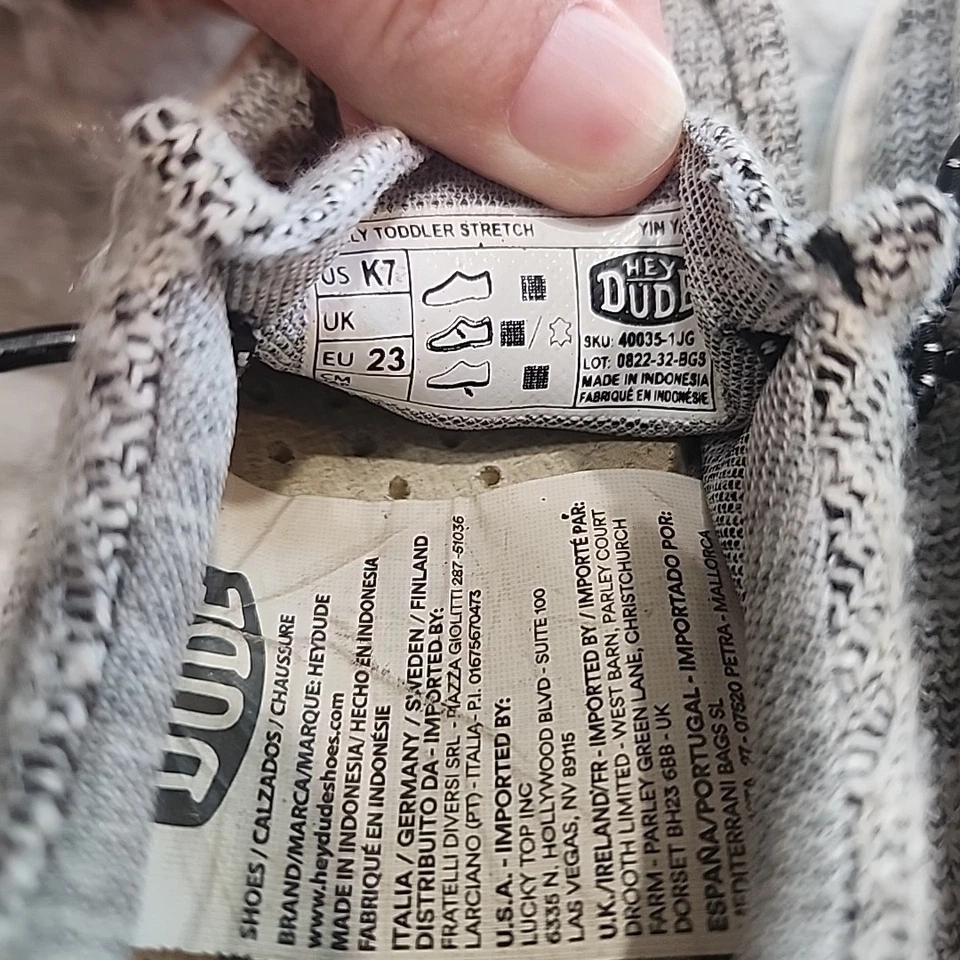 TODDLER STRETCH
US K7
UK
EU 23
CM
HEY
DUDE
SKU: 40035-1JG
LOT: 0822-32-BGS
MADE IN INDONESIA
FABRIQUÉ EN INDONÉSIE
DUDE
SHOES / CALZADOS / CHAUSSURE
BRAND/MARCA/MARQUE: HEYDUDE
www.heydudeshoes.com
MADE IN INDONESIA/ HECHO EN INDONESIA
FABRIQUÉ EN INDONÉSIE
ITALIA / GERMANY / SWEDEN / FINLAND
DISTRIBUITO DA - IMPORTED BY:
FRATELLI DIVERSI SRL - PIAZZA GIOLITTI 287 -51036
LARCIANO (PT) - ITALIA - P.I. 01675670473
U.S.A. - IMPORTED BY:
LUCKY TOP INC
6335 N. HOLLYWOOD BLVD - SUITE 100
LAS VEGAS, NV 89115
U.K./IRELAND/FR - IMPORTED BY / IMPORTÉ PAR:
DROOTH LIMITED - WEST BARN, PARLEY COURT
FARM - PARLEY GREEN LANE, CHRISTCHURCH
DORSET BH23 6BB - UK
ESPAÑA/PORTUGAL - IMPORTADO POR:
MEDITERRANI BAGS SL
07520 PETRA - MALLORCA